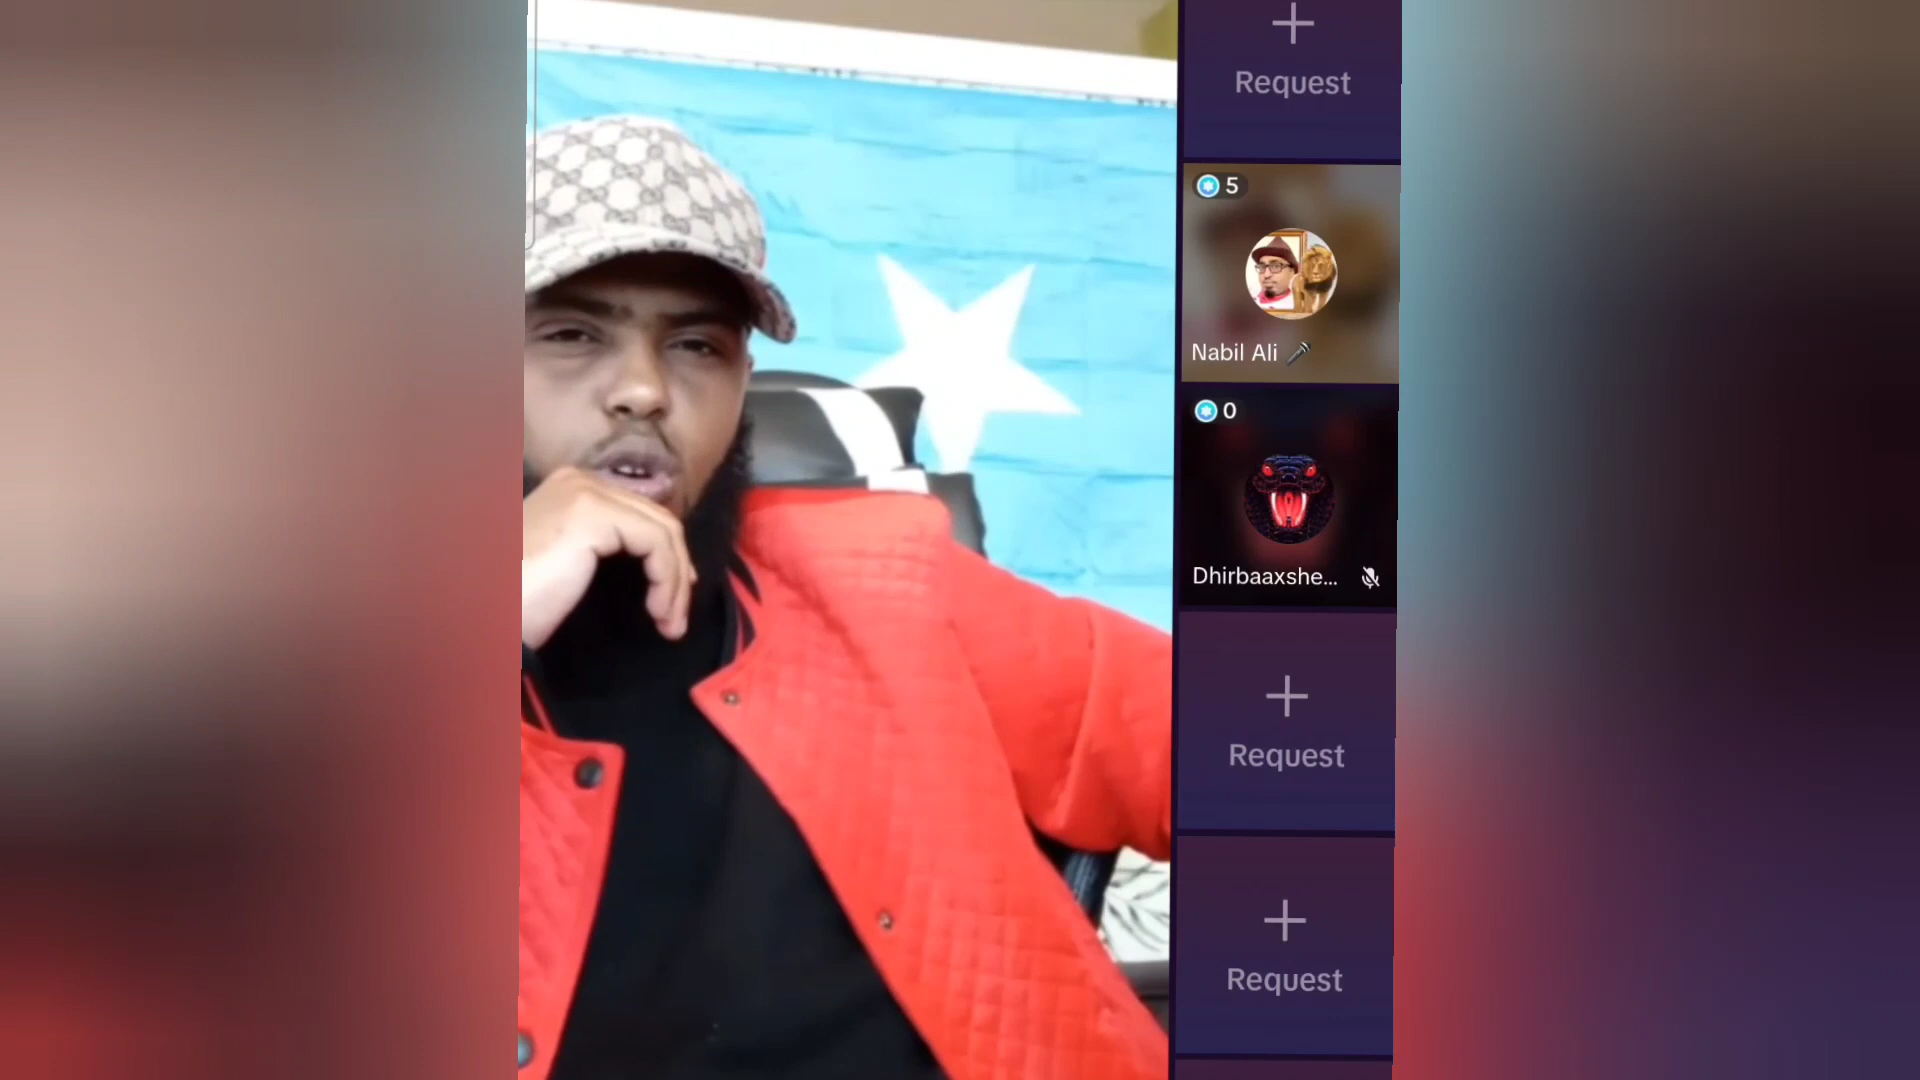 Request
5
Nabil Ali 🎤
0
Dhirbaaxshe...
Request
Request